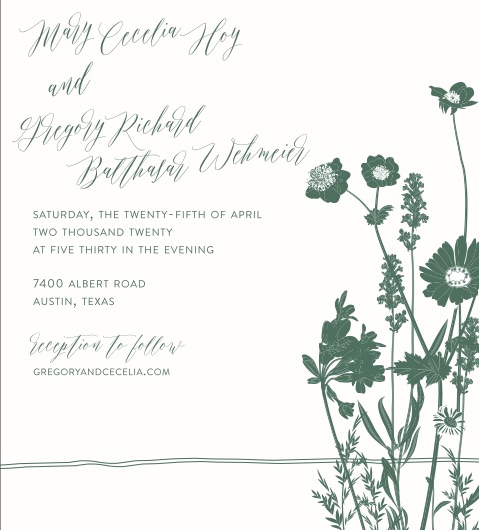 Mary Cecelia Hoy
and
Gregory Richard
Balthasar Wehmeier
SATURDAY, THE TWENTY-FIFTH OF APRIL
TWO THOUSAND TWENTY
AT FIVE THIRTY IN THE EVENING
7400 ALBERT ROAD
AUSTIN, TEXAS
reception to follow
GREGORYANDCECELIA.COM